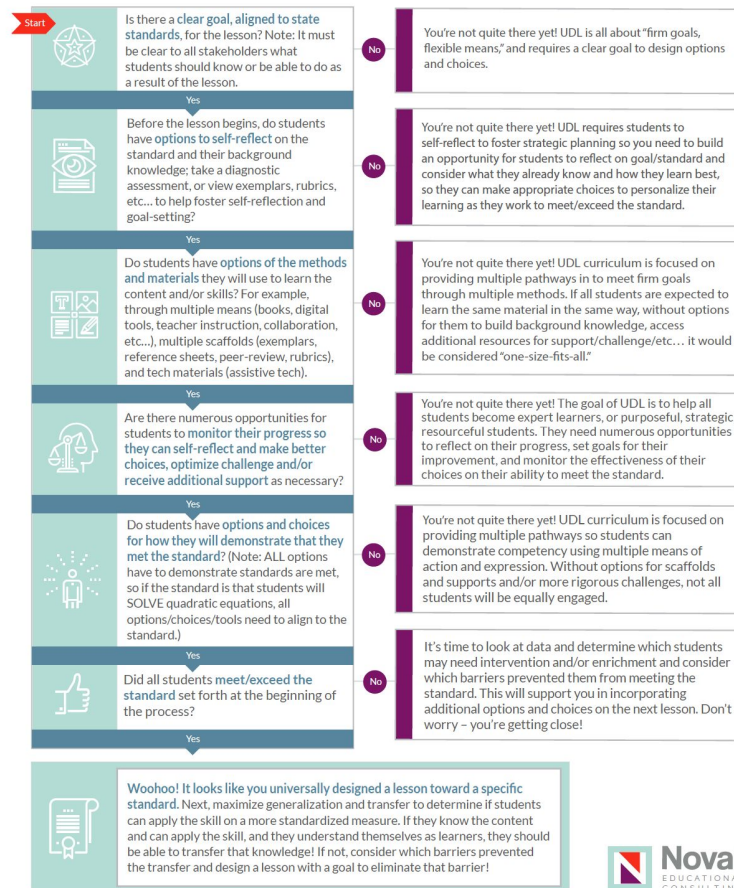 Start
Is there a clear goal, aligned to state
standards, for the lesson? Note: It must
be clear to all stakeholders what
students should know or be able to do as
a result of the lesson.
No
You're not quite there yet! UDL is all about "firm goals,
flexible means," and requires a clear goal to design options
and choices.
Yes
Before the lesson begins, do students
have options to self-reflect on the
standard and their background
knowledge; take a diagnostic
assessment, or view exemplars, rubrics,
etc... to help foster self-reflection and
goal-setting?
No
You're not quite there yet! UDL requires students to
self-reflect to foster strategic planning so you need to build
an opportunity for students to reflect on goal/standard and
consider what they already know and how they learn best,
so they can make appropriate choices to personalize their
learning as they work to meet/exceed the standard.
Yes
Do students have options of the methods
and materials they will use to learn the
content and/or skills? For example,
through multiple means (books, digital
tools, teacher instruction, collaboration,
etc...), multiple scaffolds (exemplars,
reference sheets, peer-review, rubrics),
and tech materials (assistive tech).
No
You're not quite there yet! UDL curriculum is focused on
providing multiple pathways in to meet firm goals
through multiple methods. If all students are expected to
learn the same material in the same way, without options
for them to build background knowledge, access
additional resources for support/challenge/etc... it would
be considered "one-size-fits-all."
Yes
Are there numerous opportunities for
students to monitor their progress so
they can self-reflect and make better
choices, optimize challenge and/or
receive additional support as necessary?
No
You're not quite there yet! The goal of UDL is to help all
students become expert learners, or purposeful, strategic
resourceful students. They need numerous opportunities
to reflect on their progress, set goals for their
improvement, and monitor the effectiveness of their
choices on their ability to meet the standard.
Yes
Do students have options and choices
for how they will demonstrate that they
met the standard? (Note: ALL options
have to demonstrate standards are met,
so if the standard is that students will
SOLVE quadratic equations, all
options/choices/tools need to align to the
standard.)
No
You're not quite there yet! UDL curriculum is focused on
providing multiple pathways so students can
demonstrate competency using multiple means of
action and expression. Without options for scaffolds
and supports and/or more rigorous challenges, not all
students will be equally engaged.
Yes
Did all students meet/exceed the
standard set forth at the beginning of
the process?
No
It's time to look at data and determine which students
may need intervention and/or enrichment and consider
which barriers prevented them from meeting the
standard. This will support you in incorporating
additional options and choices on the next lesson. Don't
worry – you're getting close!
Yes
Woohoo! It looks like you universally designed a lesson toward a specific
standard. Next, maximize generalization and transfer to determine if students
can apply the skill on a more standardized measure. If they know the content
and can apply the skill, and they understand themselves as learners, they should
be able to transfer that knowledge! If not, consider which barriers prevented
the transfer and design a lesson with a goal to eliminate that barrier!
Nova
EDUCATIONA
CONSULTIN